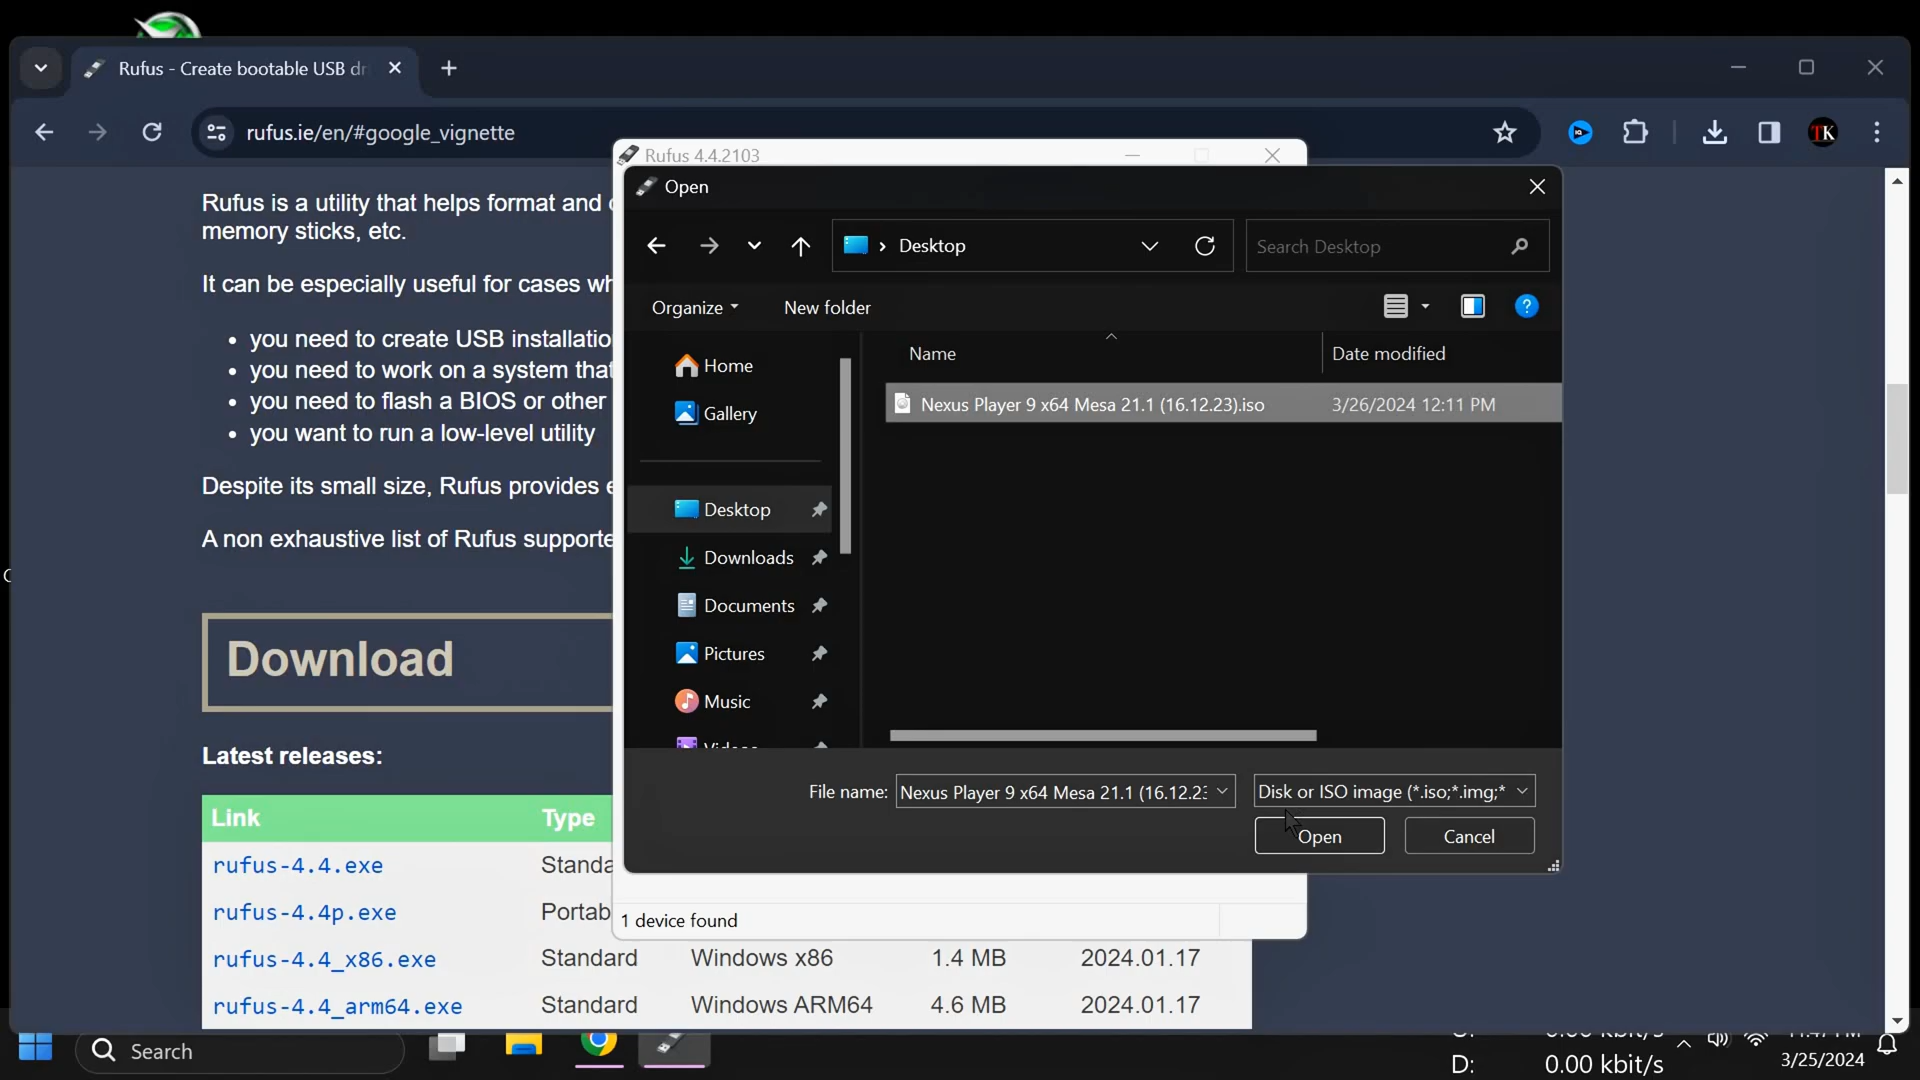 Rufus - Create bootable USB dr
rufus.ie/en/#google_vignette
TK
Rufus 4.4.2103
Open
Desktop
Search Desktop
Organize
New folder
Home
Gallery
Desktop
Downloads
Documents
Pictures
Music
Videos
Name
Date modified
Nexus Player 9 x64 Mesa 21.1 (16.12.23).iso
3/26/2024 12:11 PM
File name:
Nexus Player 9 x64 Mesa 21.1 (16.12.23
Disk or ISO image (*.iso;*.img;*
Open
Cancel
1 device found
Rufus is a utility that helps format and
memory sticks, etc.
It can be especially useful for cases wh
you need to create USB installatio
you need to work on a system that
you need to flash a BIOS or other
you want to run a low-level utility
Despite its small size, Rufus provides e
A non exhaustive list of Rufus supporte
Download
Latest releases:
Link Type
rufus-4.4.exe Standa
rufus-4.4p.exe Portab
rufus-4.4_x86.exe Standard Windows x86 1.4 MB 2024.01.17
rufus-4.4_arm64.exe Standard Windows ARM64 4.6 MB 2024.01.17
Search
D: 0.00 kbit/s
3/25/2024